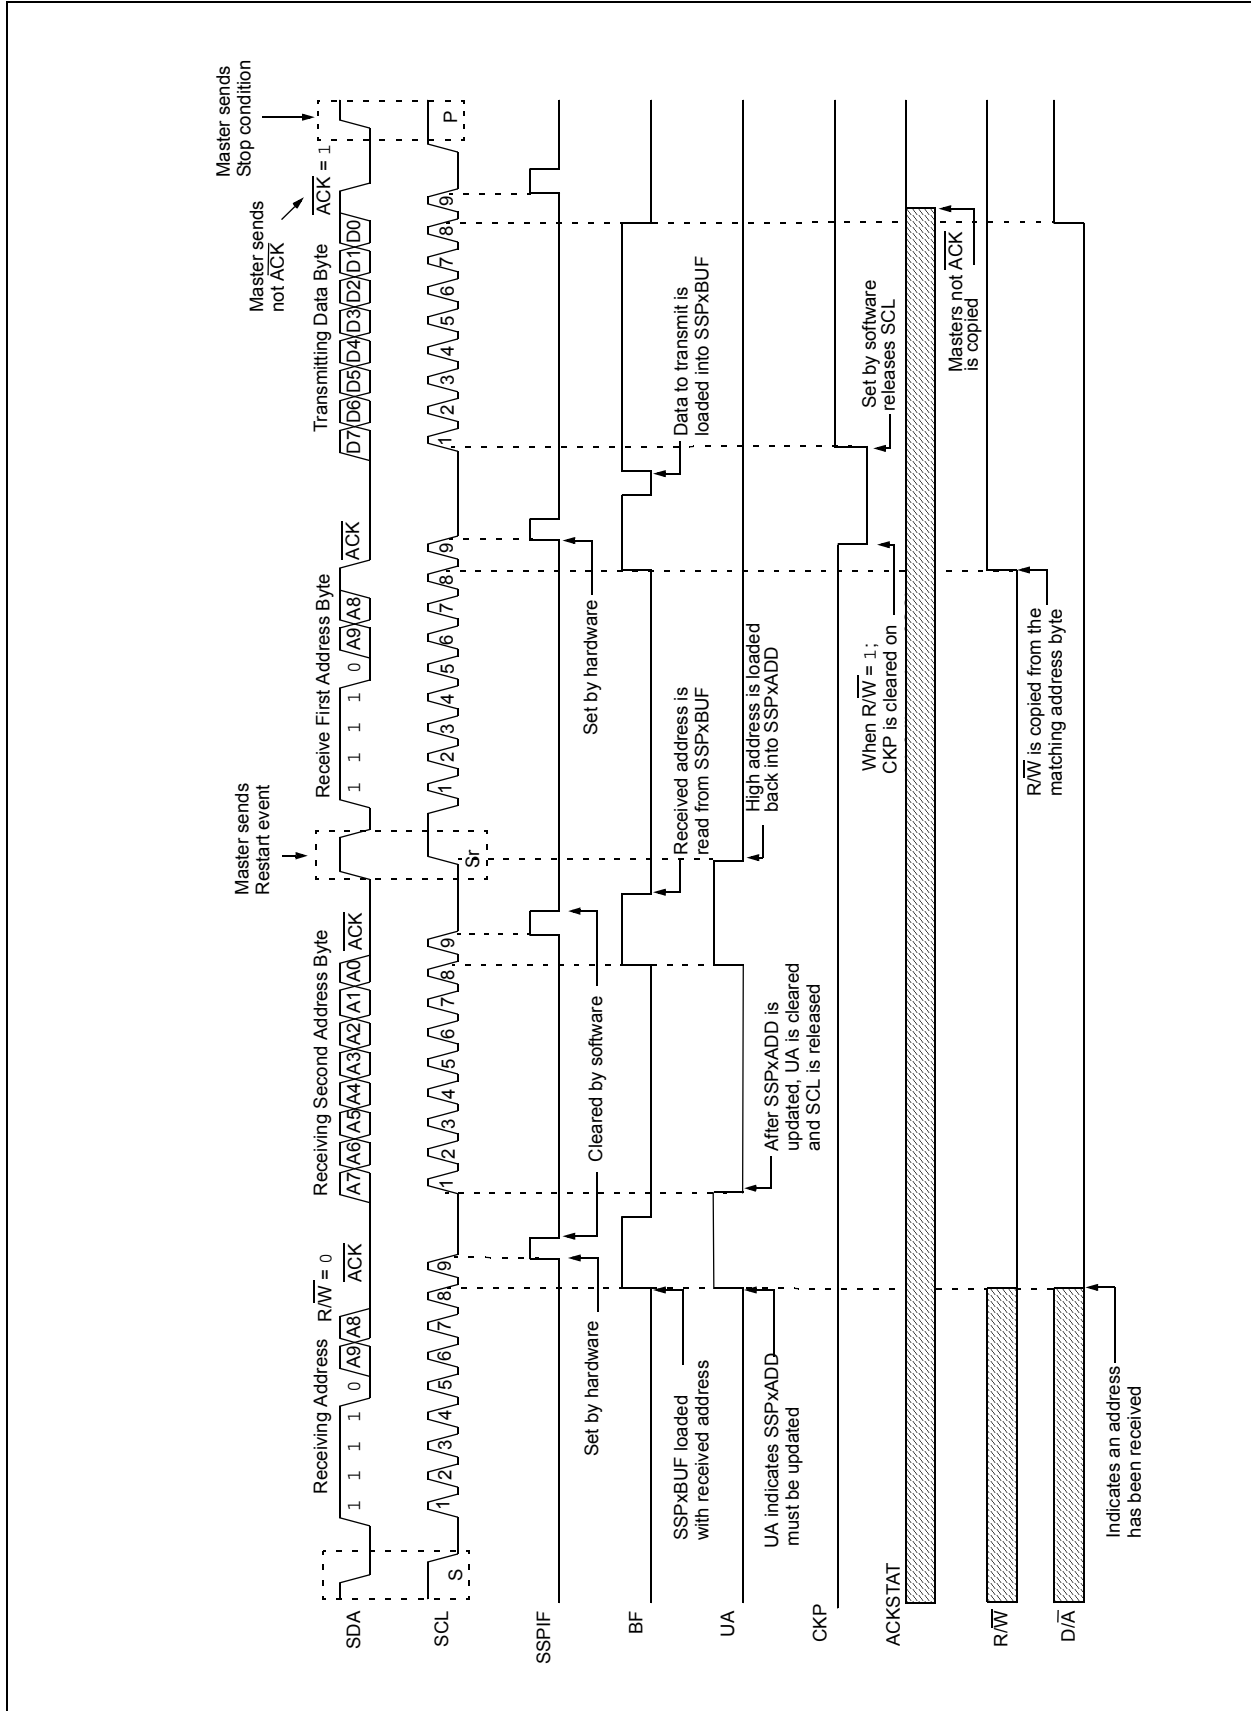 Master sends
Stop condition
Master sends
not ACK
Master sends
Restart event
Receiving Address R/W = 0
Receiving Second Address Byte
Receive First Address Byte
Transmitting Data Byte
ACK = 1
SDA
1 1 1 1 0 A9 A8 ACK
A7 A6 A5 A4 A3 A2 A1 A0 ACK
1 1 1 1 0 A9 A8 ACK
D7 D6 D5 D4 D3 D2 D1 D0
SCL
S
1 2 3 4 5 6 7 8 9
1 2 3 4 5 6 7 8 9
Sr
1 2 3 4 5 6 7 8 9
1 2 3 4 5 6 7 8 9
P
SSPIF
Set by hardware
Cleared by software
Set by hardware
BF
SSPxBUF loaded
with received address
Received address is
read from SSPxBUF
Data to transmit is
loaded into SSPxBUF
UA
UA indicates SSPxADD
must be updated
After SSPxADD is
updated, UA is cleared
and SCL is released
High address is loaded
back into SSPxADD
CKP
When R/W = 1;
CKP is cleared on
Set by software
releases SCL
ACKSTAT
Masters not ACK
is copied
R/W
R/W is copied from the
matching address byte
D/A
Indicates an address
has been received